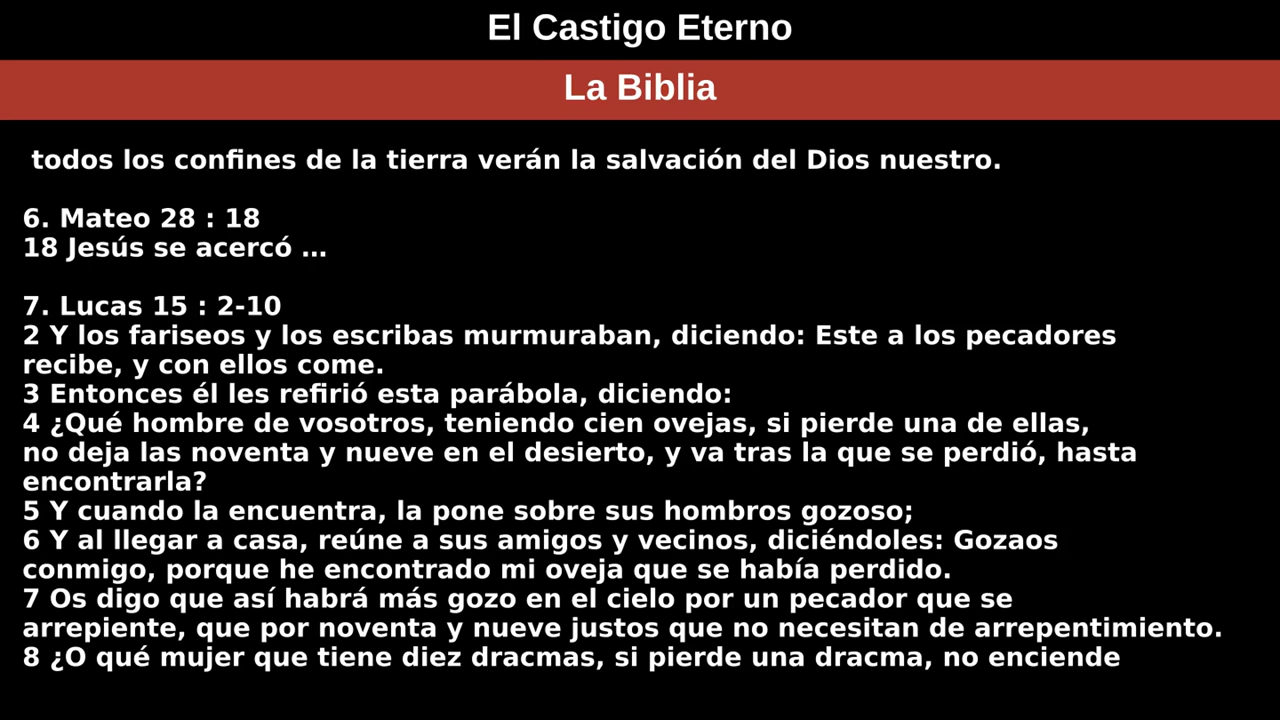 El Castigo Eterno
La Biblia
todos los confines de la tierra verán la salvación del Dios nuestro.
6. Mateo 28 : 18
18 Jesús se acercó ...
7. Lucas 15 : 2-10
2 Y los fariseos y los escribas murmuraban, diciendo: Este a los pecadores
recibe, y con ellos come.
3 Entonces él les refirió esta parábola, diciendo:
4 ¿Qué hombre de vosotros, teniendo cien ovejas, si pierde una de ellas,
no deja las noventa y nueve en el desierto, y va tras la que se perdió, hasta
encontrarla?
5 Y cuando la encuentra, la pone sobre sus hombros gozoso;
6 Y al llegar a casa, reúne a sus amigos y vecinos, diciéndoles: Gozaos
conmigo, porque he encontrado mi oveja que se había perdido.
7 Os digo que así habrá más gozo en el cielo por un pecador que se
arrepiente, que por noventa y nueve justos que no necesitan de arrepentimiento.
8 ¿O qué mujer que tiene diez dracmas, si pierde una dracma, no enciende